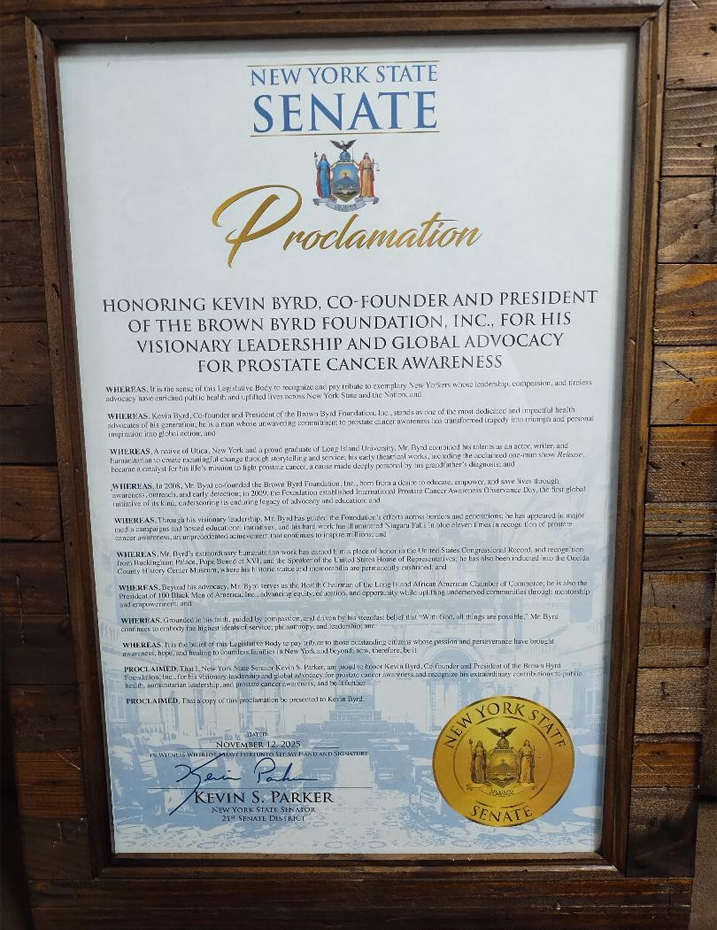 NEW YORK STATE
SENATE
Proclamation
HONORING KEVIN BYRD, CO-FOUNDER AND PRESIDENT
OF THE BROWN BYRD FOUNDATION, INC., FOR HIS
VISIONARY LEADERSHIP AND GLOBAL ADVOCACY
FOR PROSTATE CANCER AWARENESS
WHEREAS, It is the sense of this Legislative Body to recognize and pay tribute to exemplary New Yorkers whose leadership, compassion, and tireless
advocacy have enriched public health and uplifted lives across New York State and the Nation; and
WHEREAS, Kevin Byrd, Co-founder and President of the Brown Byrd Foundation, Inc., stands as one of the most dedicated and impactful health
advocates of his generation; he is a man whose unwavering commitment to prostate cancer awareness has transformed tragedy into triumph and personal
inspiration into global action; and
WHEREAS, A native of Utica, New York and a proud graduate of Long Island University, Mr. Byrd combined his talents as an actor, writer, and
humanitarian to create meaningful change through storytelling and service; his early theatrical works, including the acclaimed one-man show Release,
became a catalyst for his life's mission to fight prostate cancer, a cause made deeply personal by his grandfather's diagnosis; and
WHEREAS, In 2008, Mr. Byrd co-founded the Brown Byrd Foundation, Inc., born from a desire to educate, empower, and save lives through
awareness, outreach, and early detection; in 2009, the Foundation established International Prostate Cancer Awareness Observance Day, the first global
initiative of its kind, underscoring its enduring legacy of advocacy and education; and
WHEREAS, Through his visionary leadership, Mr. Byrd has guided the Foundation's efforts across borders and generations; he has appeared in major
media campaigns and hosted educational initiatives, and his hard work has illuminated Niagara Falls in blue eleven times in recognition of prostate
cancer awareness, an unprecedented achievement that continues to inspire millions; and
WHEREAS, Mr. Byrd's extraordinary humanitarian work has earned him a place of honor in the United States Congressional Record, and recognition
from Buckingham Palace, Pope Benedict XVI, and the Speaker of the United States House of Representatives; he has also been inducted into the Oneida
County History Center Museum, where his historic statue and memorabilia are permanently enshrined; and
WHEREAS, Beyond his advocacy, Mr. Byrd serves as the Health Chairman of the Long Island African American Chamber of Commerce, he is also the
President of 100 Black Men of America, Inc., advancing equity, education, and opportunity while uplifting underserved communities through mentorship
and empowerment; and
WHEREAS, Grounded in his faith, guided by compassion, and driven by his steadfast belief that "With God, all things are possible," Mr. Byrd
continues to embody the highest ideals of service, philanthropy, and leadership; and
WHEREAS, It is the belief of this Legislative Body to pay tribute to those outstanding citizens whose passion and perseverance have brought
awareness, hope, and healing to countless families in New York and beyond; now, therefore, be it
PROCLAIMED, That I, New York State Senator Kevin S. Parker, am proud to honor Kevin Byrd, Co-founder and President of the Brown Byrd
Foundation, Inc., for his visionary leadership and global advocacy for prostate cancer awareness and recognize his extraordinary contributions to public
health, humanitarian leadership, and prostate cancer awareness; and be it further
PROCLAIMED, That a copy of this proclamation be presented to Kevin Byrd.
DATED
NOVEMBER 12, 2025
IN WITNESS WHEREOF, I HAVE HEREUNTO SET MY HAND AND SIGNATURE
Kevin Parker
KEVIN S. PARKER
NEW YORK STATE SENATOR
21ST SENATE DISTRICT
NEW YORK STATE
SENATE